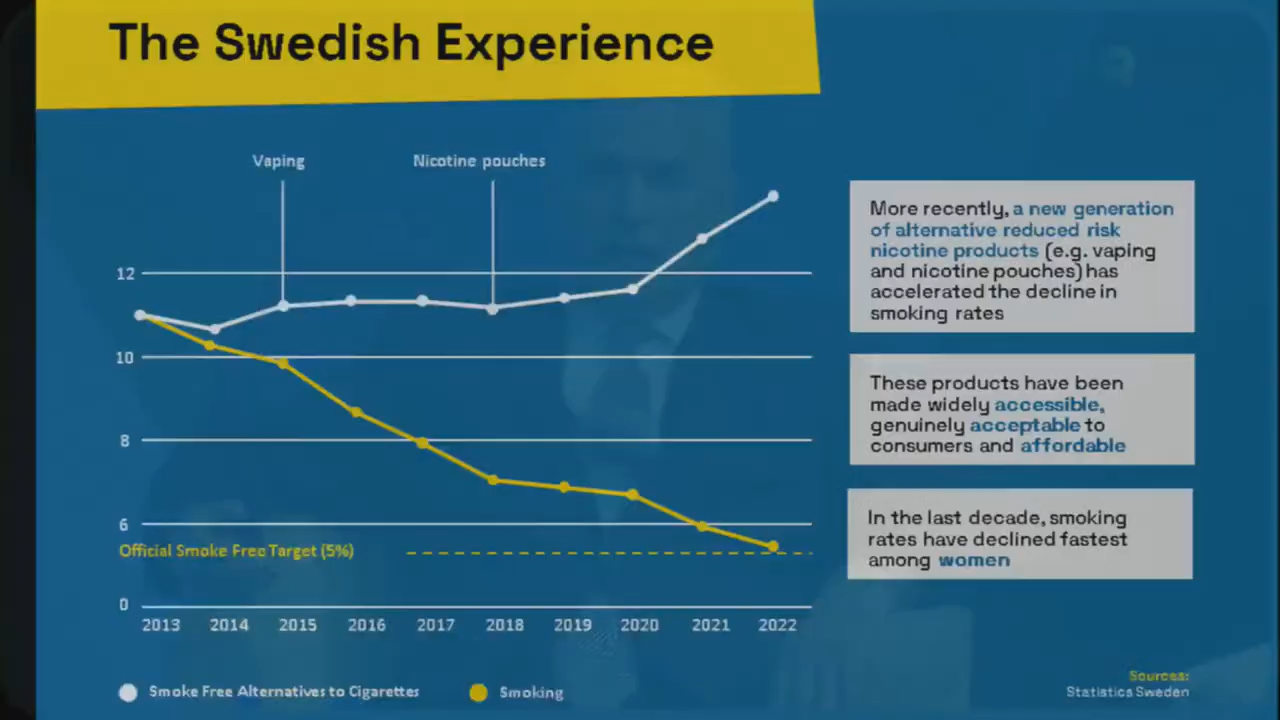 The Swedish Experience
Vaping
Nicotine pouches
12
10
8
6
Official Smoke Free Target (5%)
0
2013 2014 2015 2016 2017 2018 2019 2020 2021 2022
Smoke Free Alternatives to Cigarettes
Smoking
More recently, a new generation
of alternative reduced risk
nicotine products (e.g. vaping
and nicotine pouches) has
accelerated the decline in
smoking rates
These products have been
made widely accessible,
genuinely acceptable to
consumers and affordable
In the last decade, smoking
rates have declined fastest
among women
Sources:
Statistics Sweden